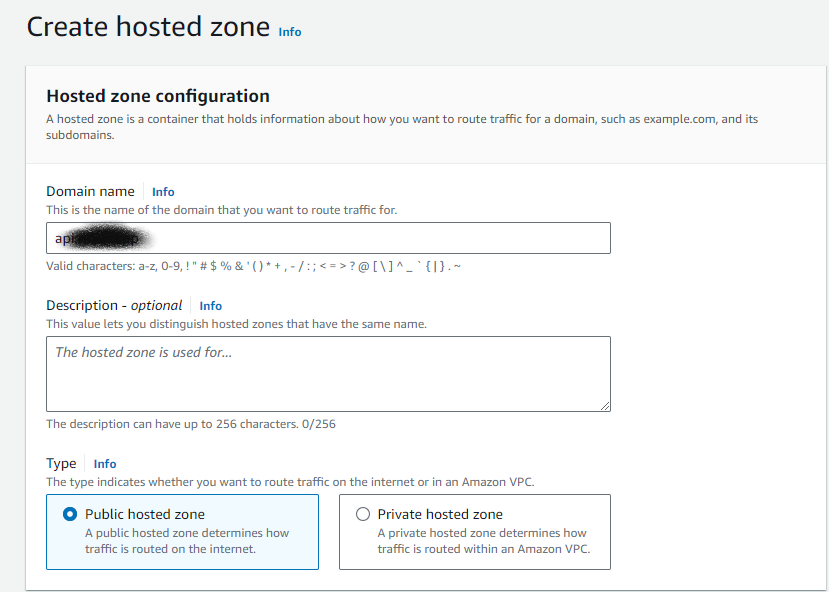 Create hosted zone Info
Hosted zone configuration
A hosted zone is a container that holds information about how you want to route traffic for a domain, such as example.com, and its
subdomains.
Domain name Info
This is the name of the domain that you want to route traffic for.
Valid characters: a-z, 0-9, ! " # $ % & ' ( ) * + , - / : ; < = > ? @ [ \ ] ^ _ ` { | } . ~
Description - optional Info
This value lets you distinguish hosted zones that have the same name.
The hosted zone is used for...
The description can have up to 256 characters. 0/256
Type Info
The type indicates whether you want to route traffic on the internet or in an Amazon VPC.
Public hosted zone
A public hosted zone determines how
traffic is routed on the internet.
Private hosted zone
A private hosted zone determines how
traffic is routed within an Amazon VPC.